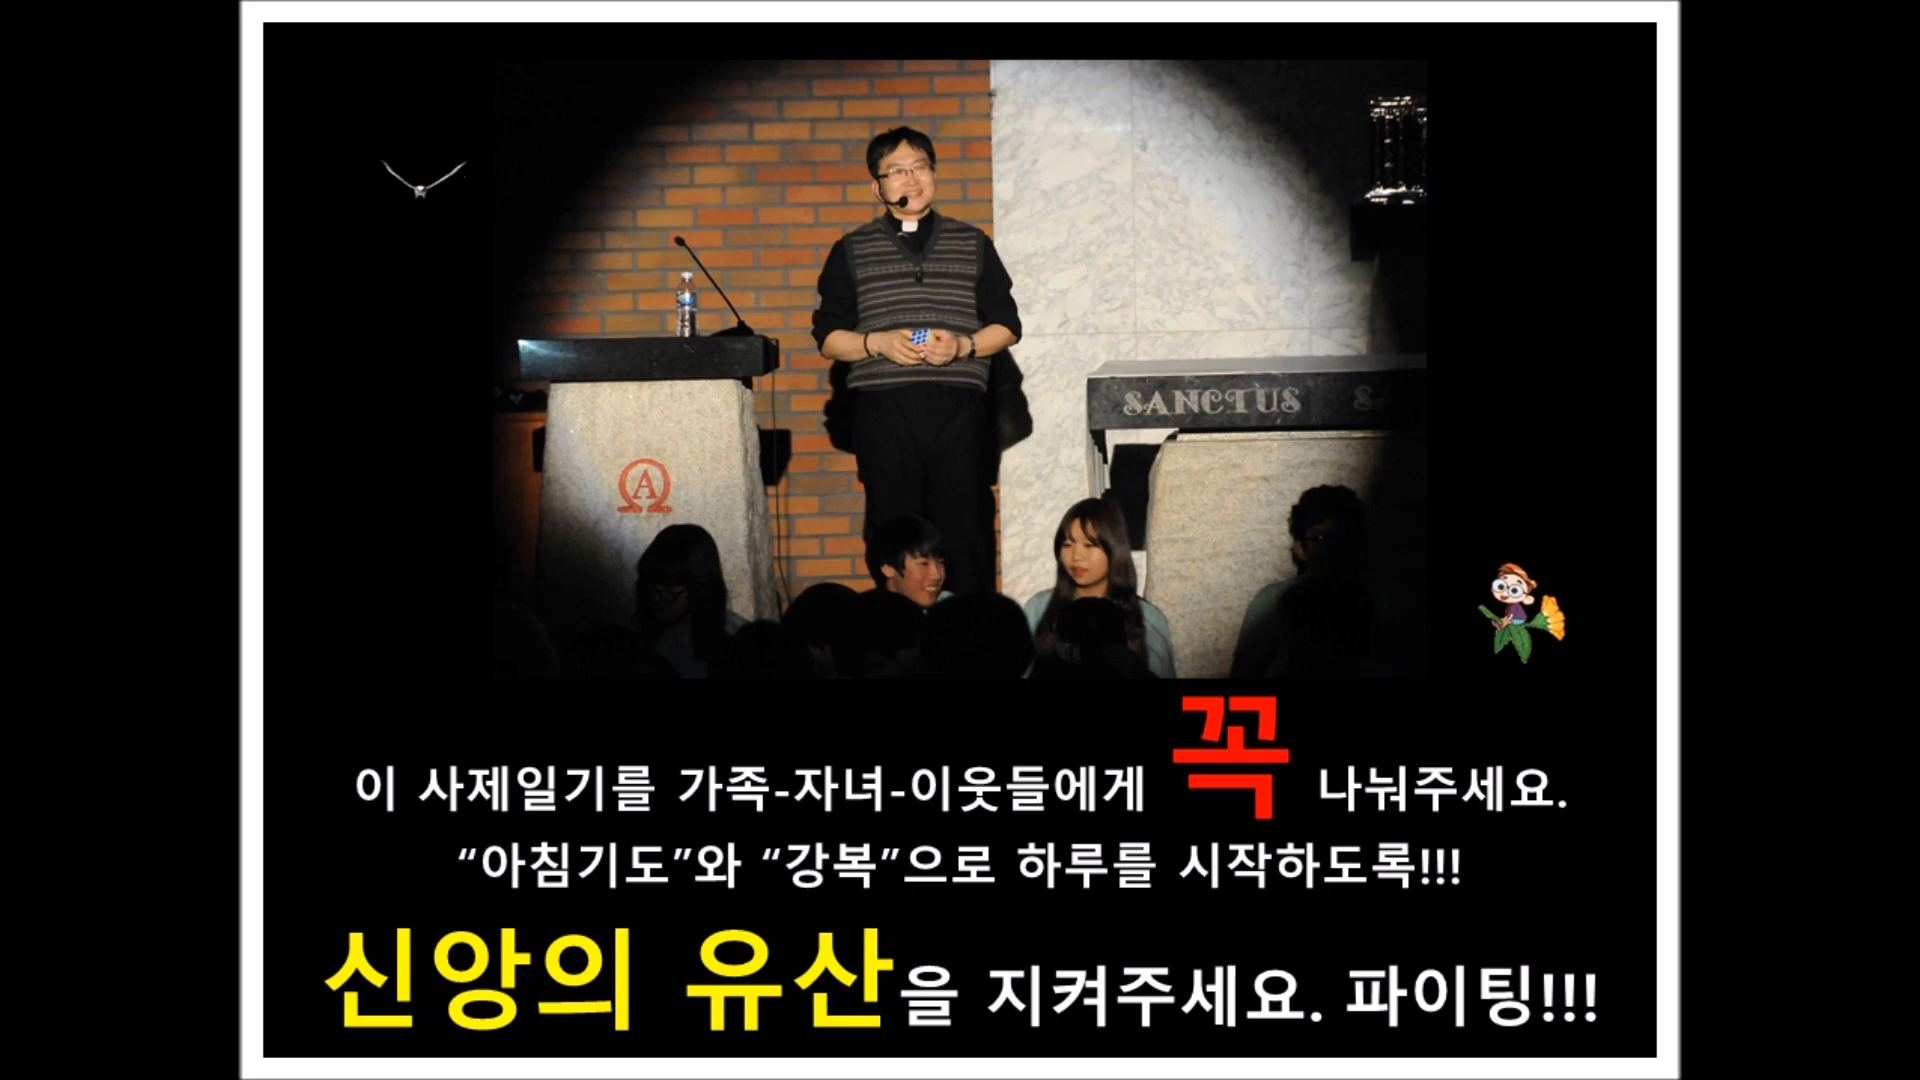 SANCTUS SA
A
Ω
이 사제일기를 가족-자녀-이웃들에게 꼭 나눠주세요.
“아침기도”와 “강복”으로 하루를 시작하도록!!!
신앙의 유산을 지켜주세요. 파이팅!!!